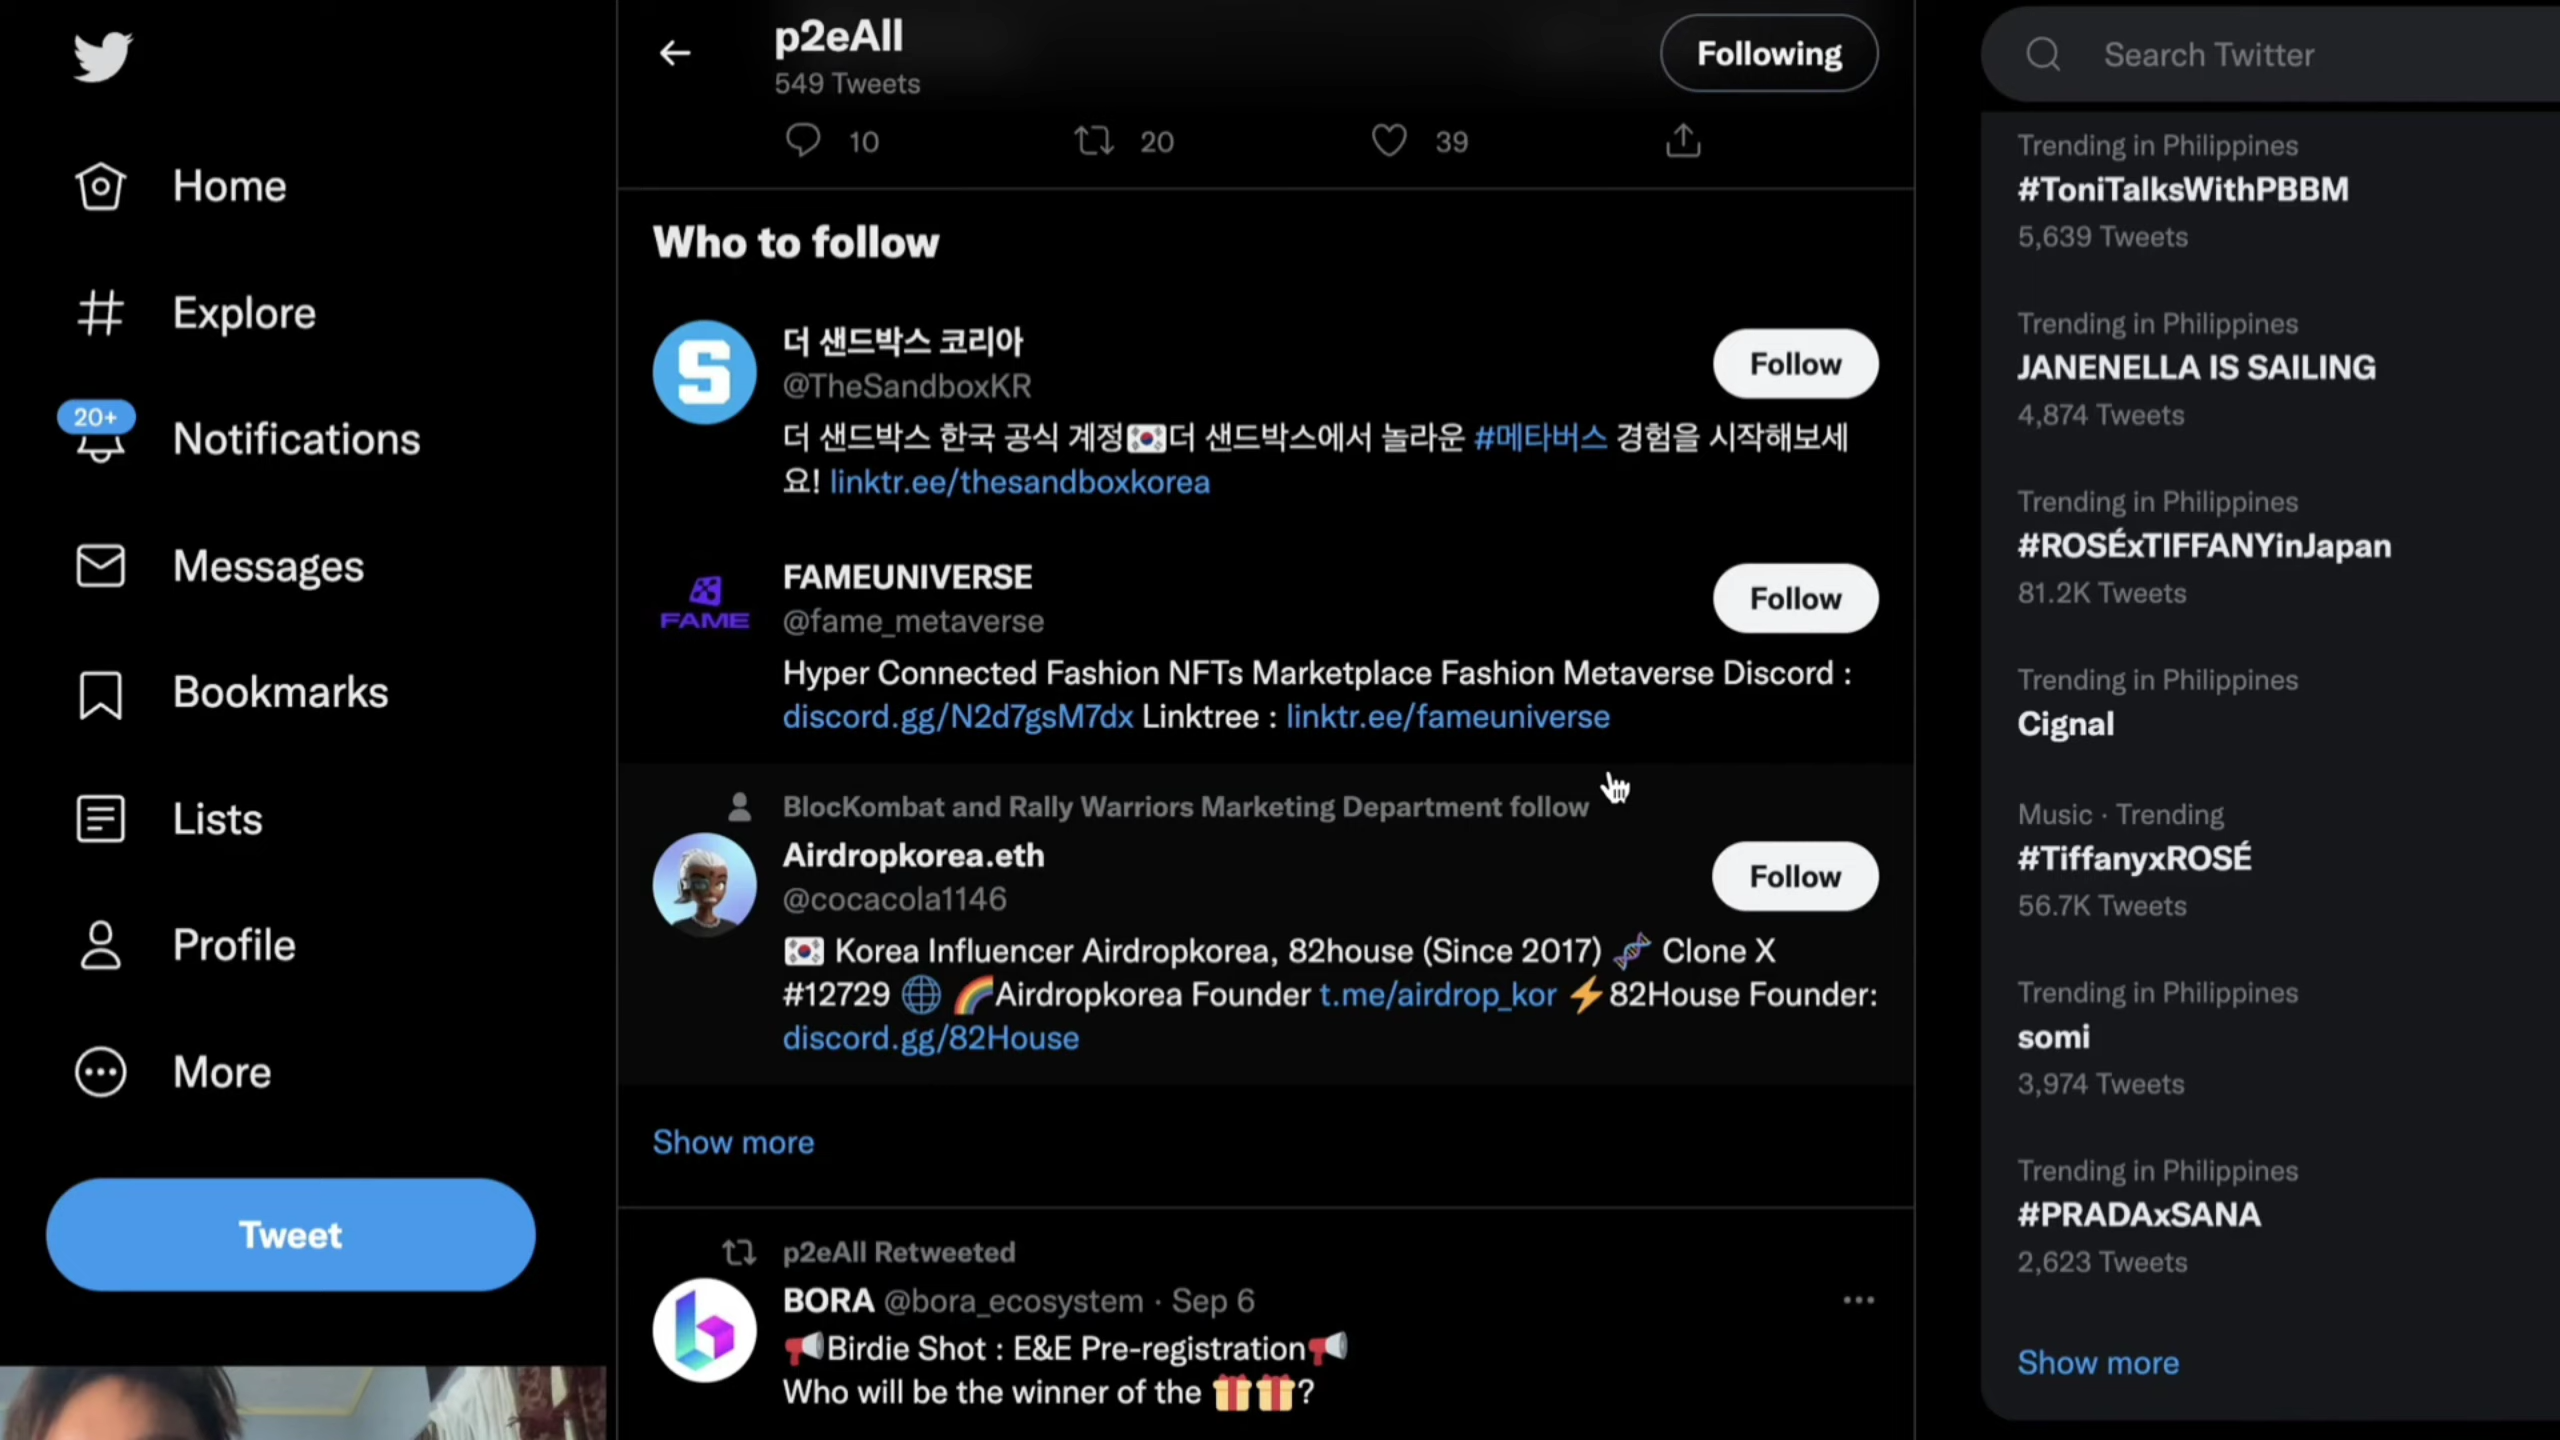 Home
Explore
20+
Notifications
Messages
Bookmarks
Lists
Profile
More
Tweet
p2eAll
549 Tweets
Following
10 20 39
Who to follow
더 샌드박스 코리아
@TheSandboxKR
Follow
더 샌드박스 한국 공식 계정🇰🇷더 샌드박스에서 놀라운 #메타버스 경험을 시작해보세
요! linktr.ee/thesandboxkorea
FAME
FAMEUNIVERSE
@fame_metaverse
Follow
Hyper Connected Fashion NFTs Marketplace Fashion Metaverse Discord :
discord.gg/N2d7gsM7dx Linktree : linktr.ee/fameuniverse
BlocKombat and Rally Warriors Marketing Department follow
Airdropkorea.eth
@cocacola1146
Follow
🇰🇷 Korea Influencer Airdropkorea, 82house (Since 2017) 🧬 Clone X
#12729 🌐 🌈Airdropkorea Founder t.me/airdrop_kor ⚡82House Founder:
discord.gg/82House
Show more
p2eAll Retweeted
BORA @bora_ecosystem · Sep 6
📢Birdie Shot : E&E Pre-registration📢
Who will be the winner of the 🎁🎁?
Search Twitter
Trending in Philippines
#ToniTalksWithPBBM
5,639 Tweets
Trending in Philippines
JANENELLA IS SAILING
4,874 Tweets
Trending in Philippines
#ROSÉxTIFFANYinJapan
81.2K Tweets
Trending in Philippines
Cignal
Music · Trending
#TiffanyxROSÉ
56.7K Tweets
Trending in Philippines
somi
3,974 Tweets
Trending in Philippines
#PRADAxSANA
2,623 Tweets
Show more